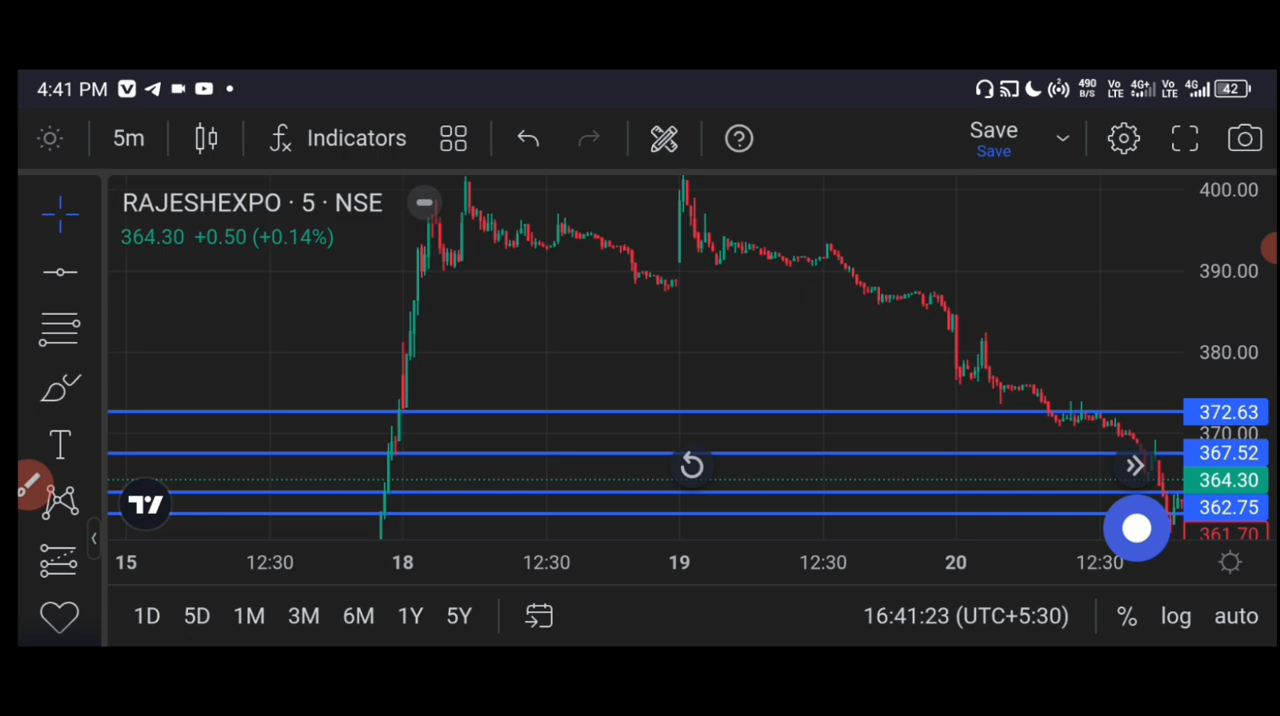 4:41 PM
490 B/S Vo LTE 4G+ Vo LTE 4G 42
5m fx Indicators Save
Save
RAJESHEXPO · 5 · NSE
364.30 +0.50 (+0.14%)
400.00
390.00
380.00
372.63
370.00
367.52
364.30
362.75
361.70
T
15 12:30 18 12:30 19 12:30 20 12:30
1D 5D 1M 3M 6M 1Y 5Y 16:41:23 (UTC+5:30) % log auto